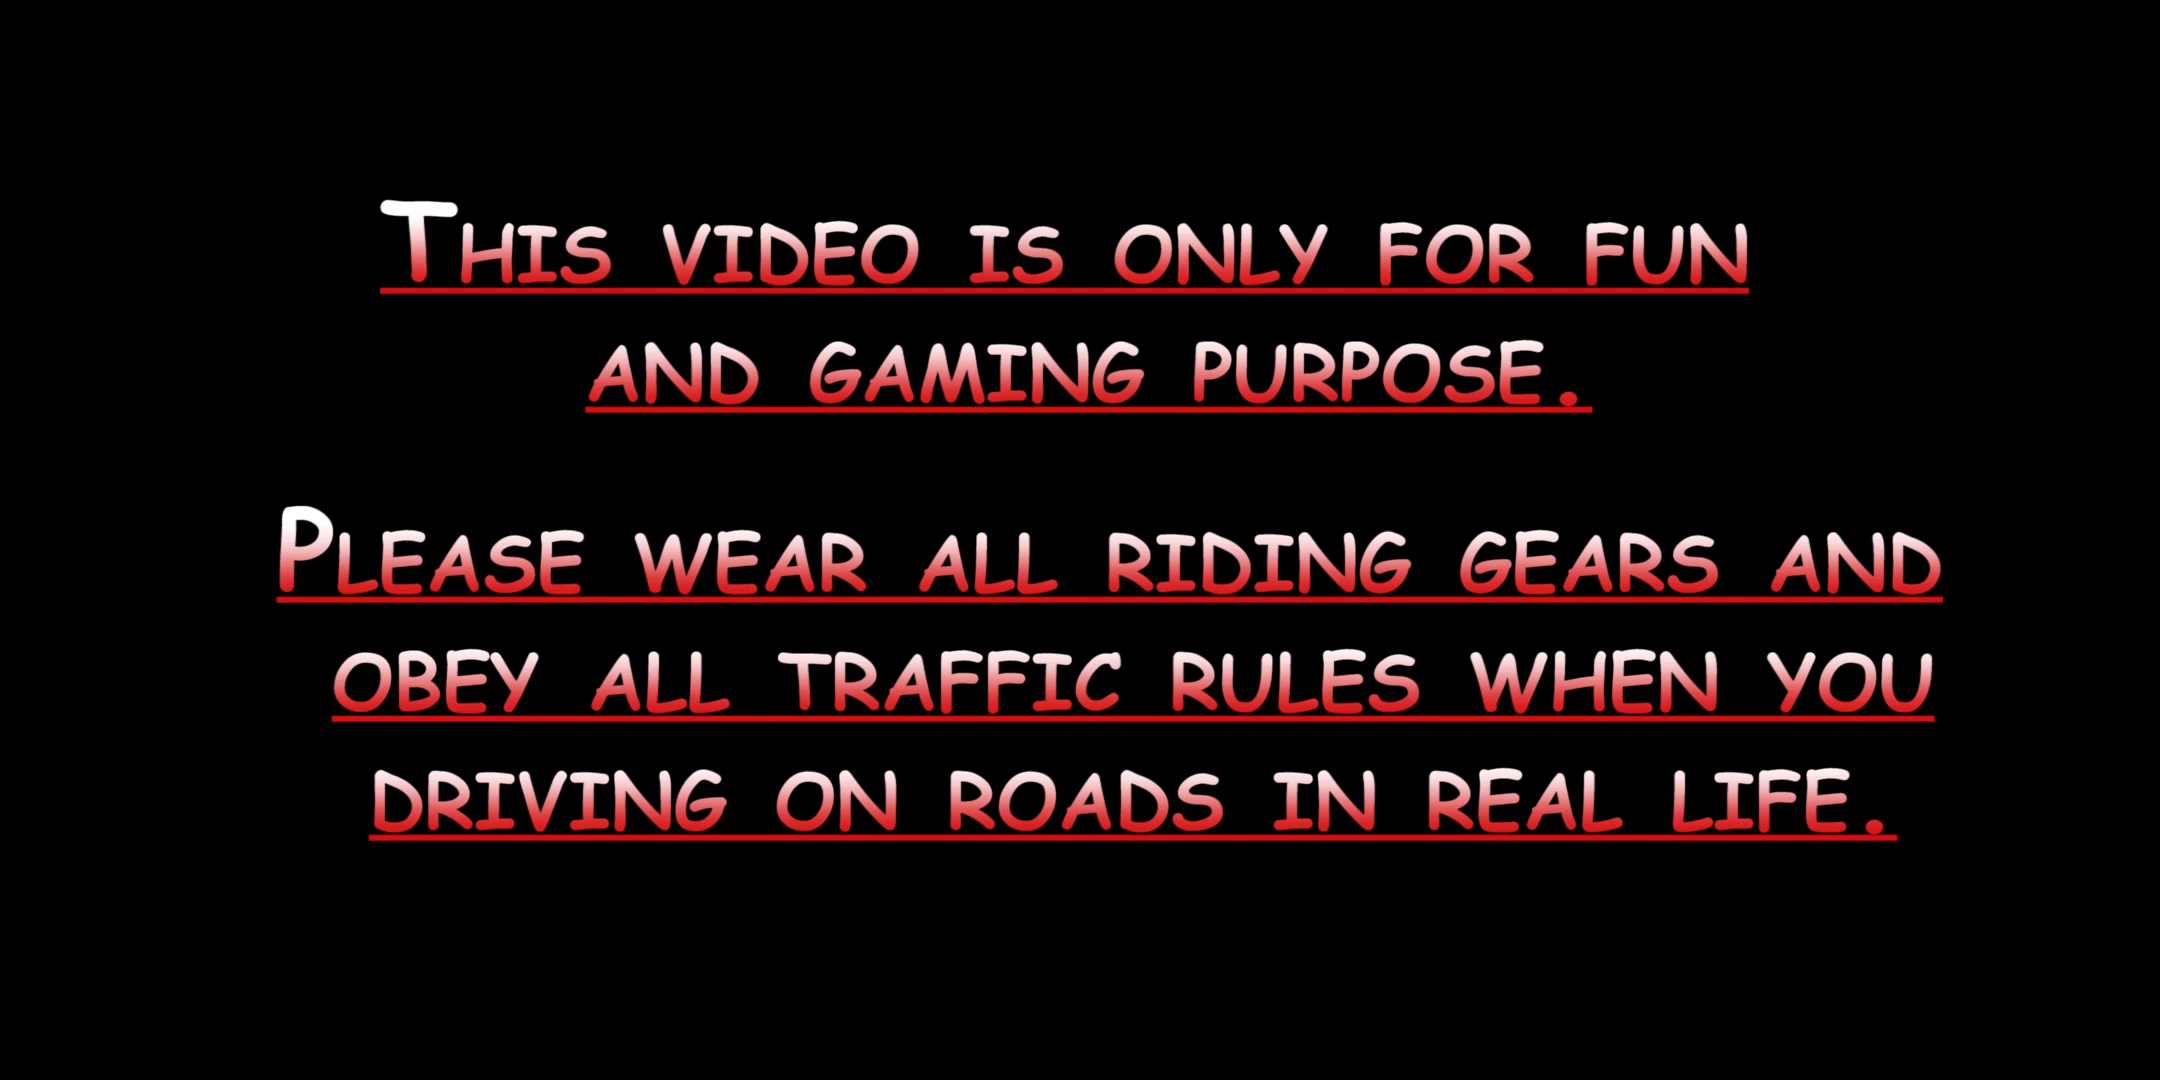 This video is only for fun
and gaming purpose.
Please wear all riding gears and
obey all traffic rules when you
driving on roads in real life.